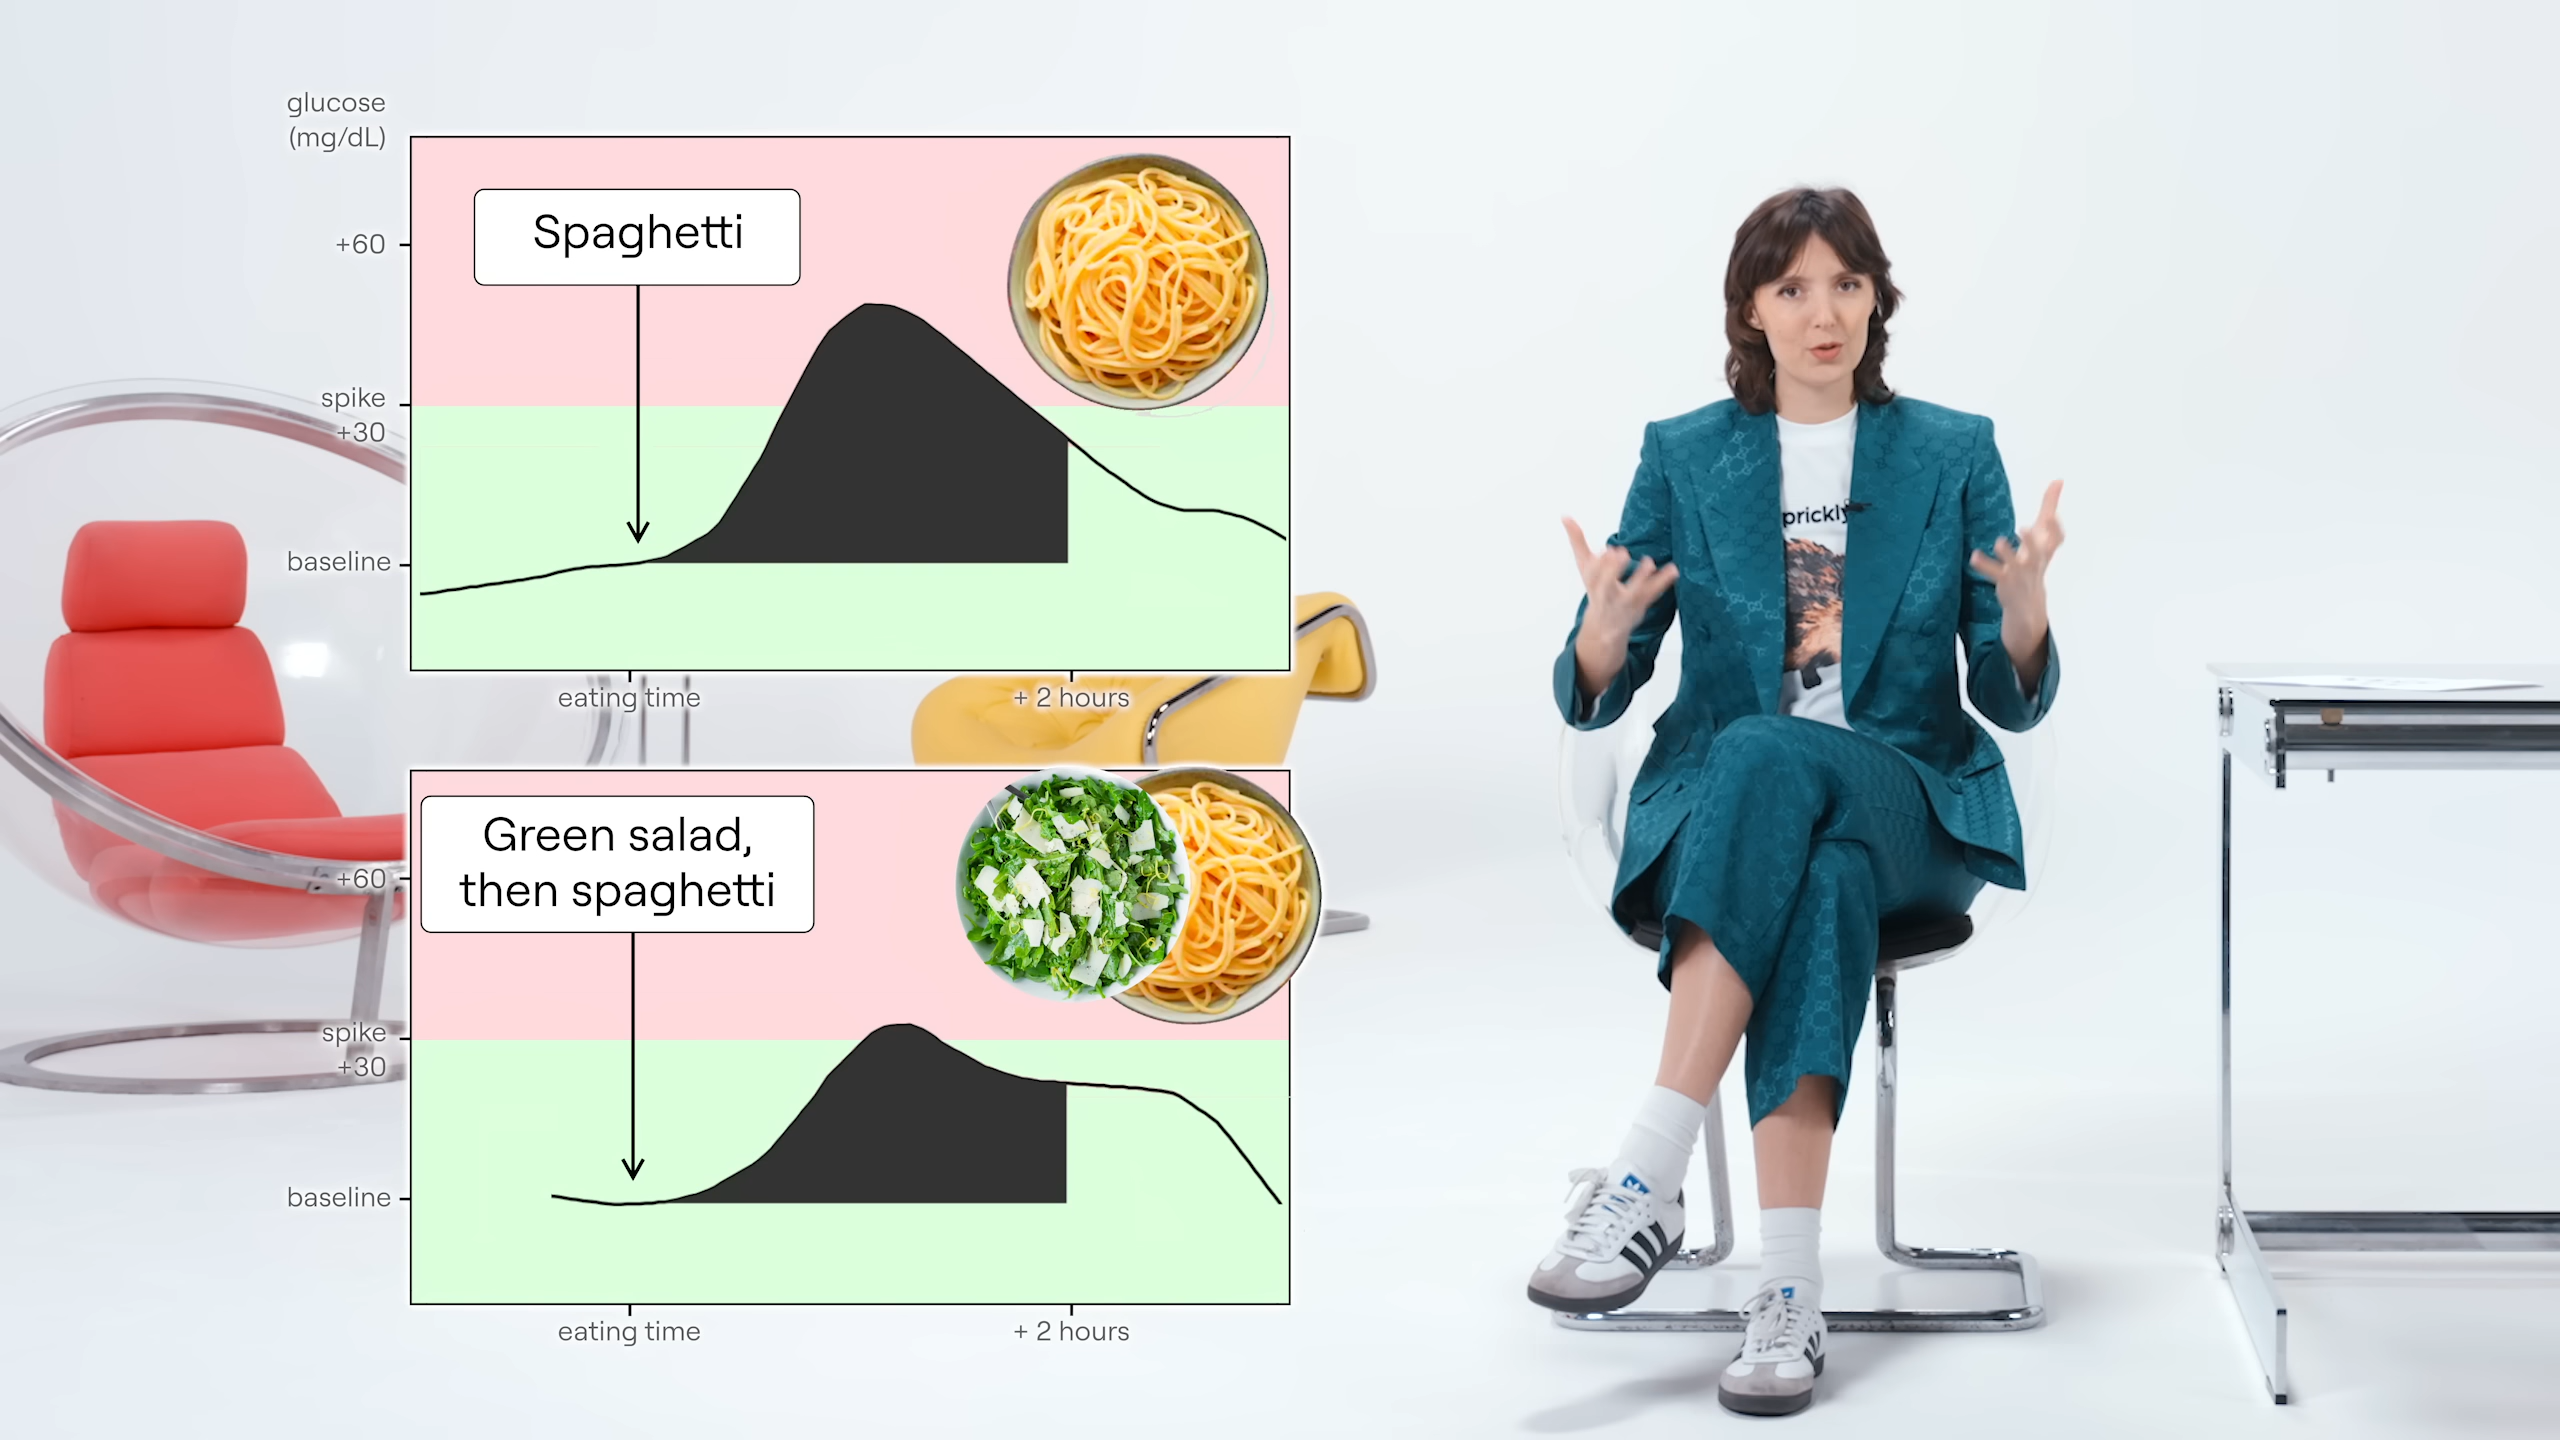 glucose
(mg/dL)
Spaghetti
+60
spike
+30
baseline
eating time
+ 2 hours
Green salad,
then spaghetti
+60
spike
+30
baseline
eating time
+ 2 hours
prickly